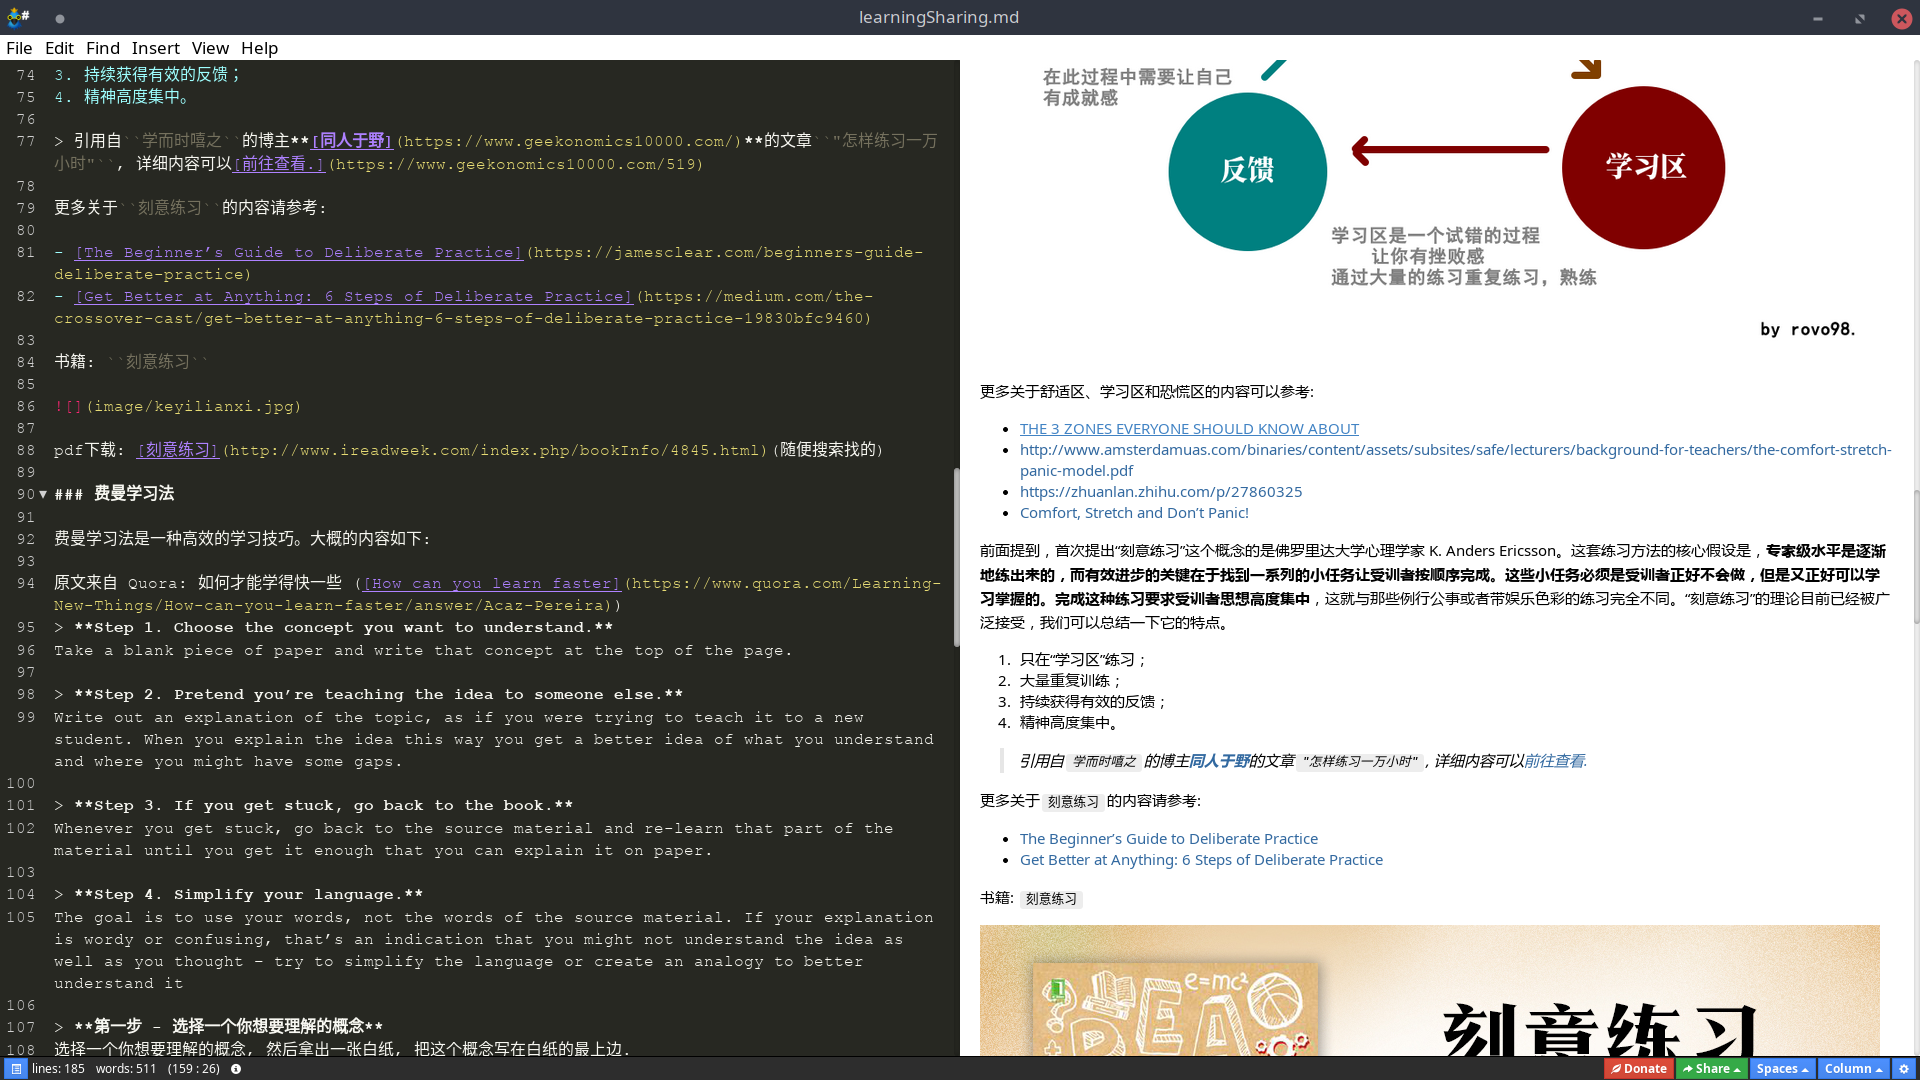 learningSharing.md
File Edit Find Insert View Help
74 3. 持续获得有效的反馈；
75 4. 精神高度集中。
76
77 > 引用自``学而时嘻之``的博主**[同人于野](https://www.geekonomics10000.com/)**的文章``"怎样练习一万
小时"``, 详细内容可以[前往查看.](https://www.geekonomics10000.com/519)
78
79 更多关于``刻意练习``的内容请参考:
80
81 - [The Beginner’s Guide to Deliberate Practice](https://jamesclear.com/beginners-guide-
deliberate-practice)
82 - [Get Better at Anything: 6 Steps of Deliberate Practice](https://medium.com/the-
crossover-cast/get-better-at-anything-6-steps-of-deliberate-practice-19830bfc9460)
83
84 书籍: ``刻意练习``
85
86 ![](image/keyilianxi.jpg)
87
88 pdf下载: [刻意练习](http://www.ireadweek.com/index.php/bookInfo/4845.html)(随便搜索找的)
89
90 ### 费曼学习法
91
92 费曼学习法是一种高效的学习技巧。大概的内容如下:
93
94 原文来自 Quora: 如何才能学得快一些 ([How can you learn faster](https://www.quora.com/Learning-
New-Things/How-can-you-learn-faster/answer/Acaz-Pereira))
95 > **Step 1. Choose the concept you want to understand.**
96 Take a blank piece of paper and write that concept at the top of the page.
97
98 > **Step 2. Pretend you’re teaching the idea to someone else.**
99 Write out an explanation of the topic, as if you were trying to teach it to a new
student. When you explain the idea this way you get a better idea of what you understand
and where you might have some gaps.
100
101 > **Step 3. If you get stuck, go back to the book.**
102 Whenever you get stuck, go back to the source material and re-learn that part of the
material until you get it enough that you can explain it on paper.
103
104 > **Step 4. Simplify your language.**
105 The goal is to use your words, not the words of the source material. If your explanation
is wordy or confusing, that’s an indication that you might not understand the idea as
well as you thought – try to simplify the language or create an analogy to better
understand it
106
107 > **第一步 - 选择一个你想要理解的概念**
108 选择一个你想要理解的概念, 然后拿出一张白纸, 把这个概念写在白纸的最上边.
在此过程中需要让自己
有成就感
反馈
学习区
学习区是一个试错的过程
让你有挫败感
通过大量的练习重复练习，熟练
by rovo98.
更多关于舒适区、学习区和恐慌区的内容可以参考:
THE 3 ZONES EVERYONE SHOULD KNOW ABOUT
http://www.amsterdamuas.com/binaries/content/assets/subsites/safe/lecturers/background-for-teachers/the-comfort-stretch-
panic-model.pdf
https://zhuanlan.zhihu.com/p/27860325
Comfort, Stretch and Don’t Panic!
前面提到，首次提出“刻意练习”这个概念的是佛罗里达大学心理学家 K. Anders Ericsson。这套练习方法的核心假设是，专家级水平是逐渐
地练出来的，而有效进步的关键在于找到一系列的小任务让受训者按顺序完成。这些小任务必须是受训者正好不会做，但是又正好可以学
习掌握的。完成这种练习要求受训者思想高度集中，这就与那些例行公事或者带娱乐色彩的练习完全不同。“刻意练习”的理论目前已经被广
泛接受，我们可以总结一下它的特点。
1. 只在“学习区”练习；
2. 大量重复训练；
3. 持续获得有效的反馈；
4. 精神高度集中。
引用自 学而时嘻之 的博主同人于野的文章 "怎样练习一万小时" , 详细内容可以前往查看.
更多关于 刻意练习 的内容请参考:
The Beginner’s Guide to Deliberate Practice
Get Better at Anything: 6 Steps of Deliberate Practice
书籍: 刻意练习
e=mc²
IDEA
刻意练习
lines: 185 words: 511 (159 : 26)
Donate Share Spaces Column